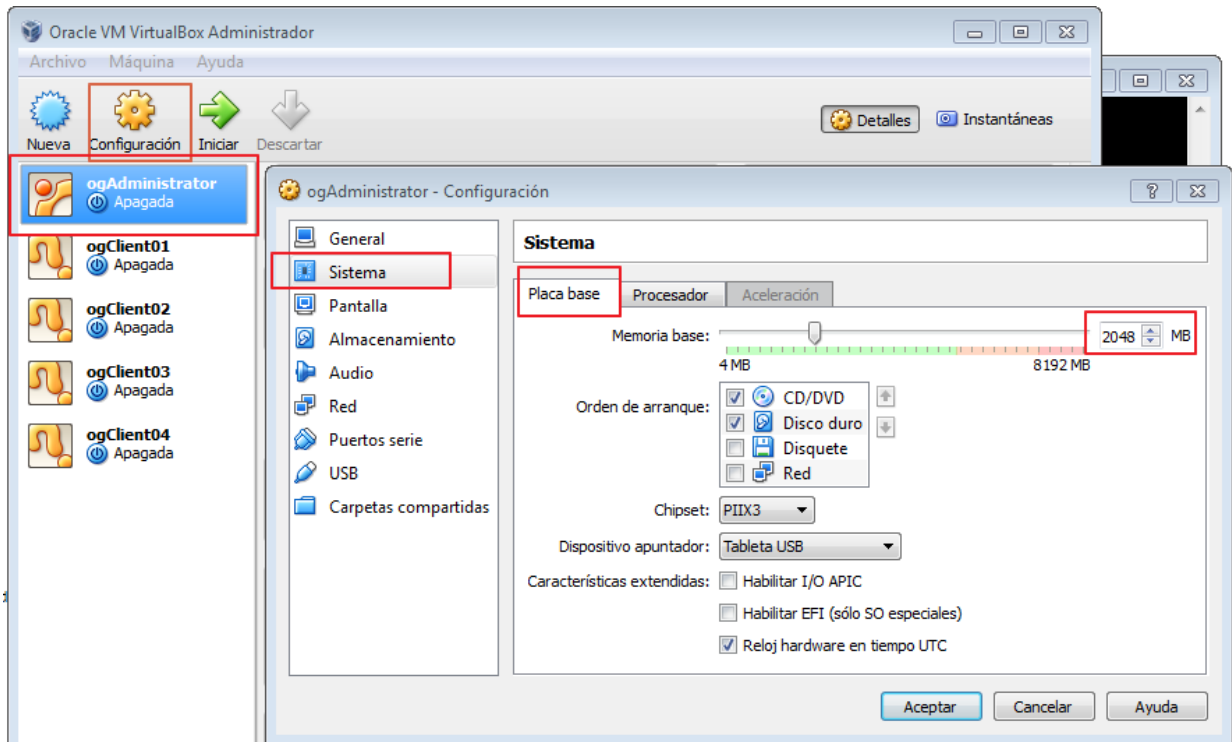 Oracle VM VirtualBox Administrador
Archivo Máquina Ayuda
Nueva Configuración Iniciar Descartar
Detalles Instantáneas
ogAdministrator
Apagada
ogClient01
Apagada
ogClient02
Apagada
ogClient03
Apagada
ogClient04
Apagada
ogAdministrator - Configuración
General
Sistema
Pantalla
Almacenamiento
Audio
Red
Puertos serie
USB
Carpetas compartidas
Sistema
Placa base Procesador Aceleración
Memoria base: 2048 MB
4 MB 8192 MB
Orden de arranque:
CD/DVD
Disco duro
Disquete
Red
Chipset: PIIX3
Dispositivo apuntador: Tableta USB
Características extendidas: Habilitar I/O APIC
Habilitar EFI (sólo SO especiales)
Reloj hardware en tiempo UTC
Aceptar Cancelar Ayuda